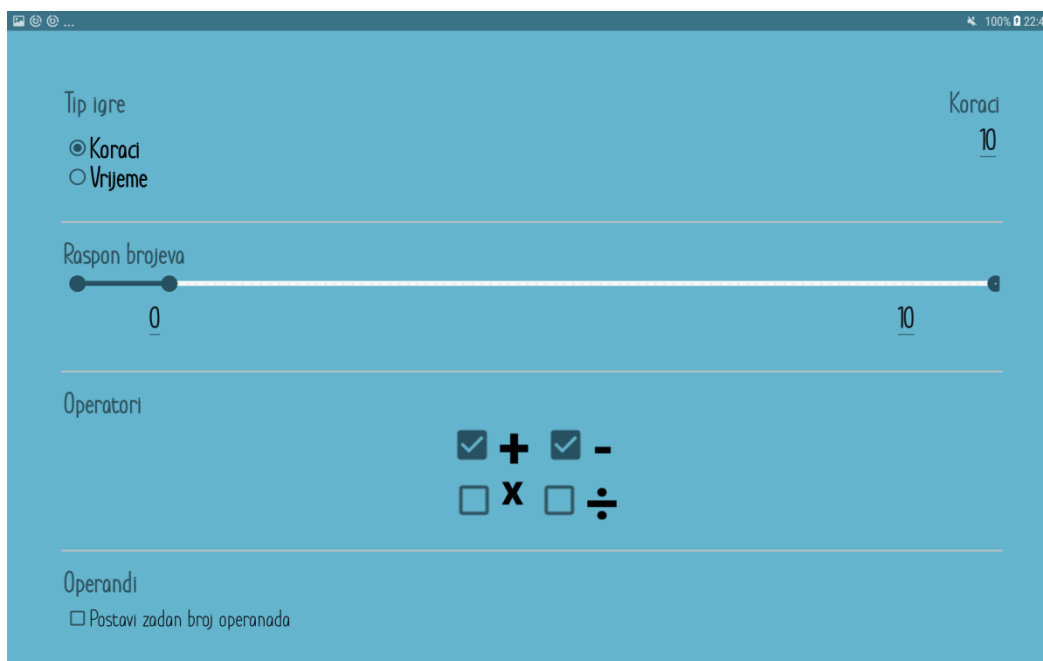 ... 100% 22:4
Tip igre Koraci
Koraci 10
Vrijeme
Raspon brojeva
0 10
Operatori
+ -
x ÷
Operandi
Postavi zadan broj operanada